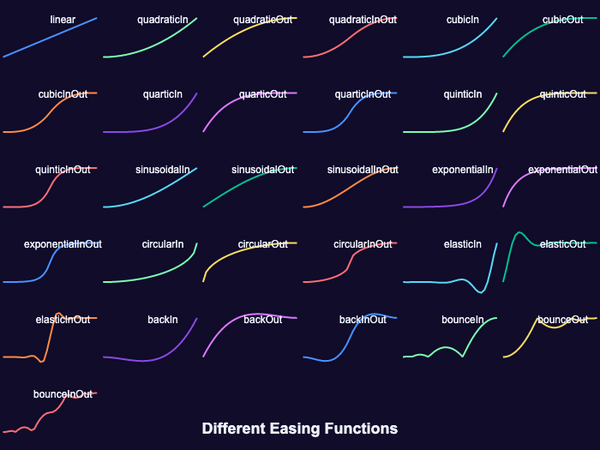 linear
quadraticIn
quadraticOut
quadraticInOut
cubicIn
cubicOut
cubicInOut
quarticIn
quarticOut
quarticInOut
quinticIn
quinticOut
quinticInOut
sinusoidalIn
sinusoidalOut
sinusoidalInOut
exponentialIn
exponentialOut
exponentialInOut
circularIn
circularOut
circularInOut
elasticIn
elasticOut
elasticInOut
backIn
backOut
backInOut
bounceIn
bounceOut
bounceInOut
Different Easing Functions